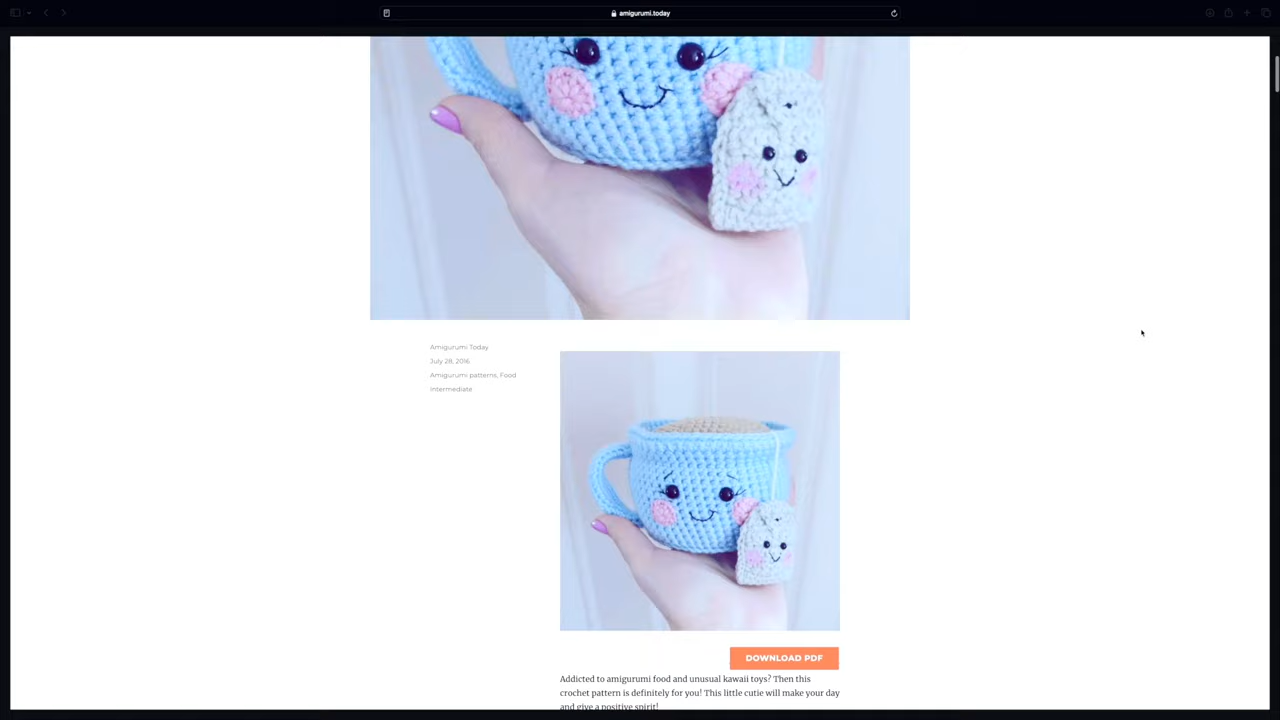 amigurumi.today
Amigurumi Today
July 28, 2016
Amigurumi patterns, Food
Intermediate
DOWNLOAD PDF
Addicted to amigurumi food and unusual kawaii toys? Then this
crochet pattern is definitely for you! This little cutie will make your day
and give a positive spirit!